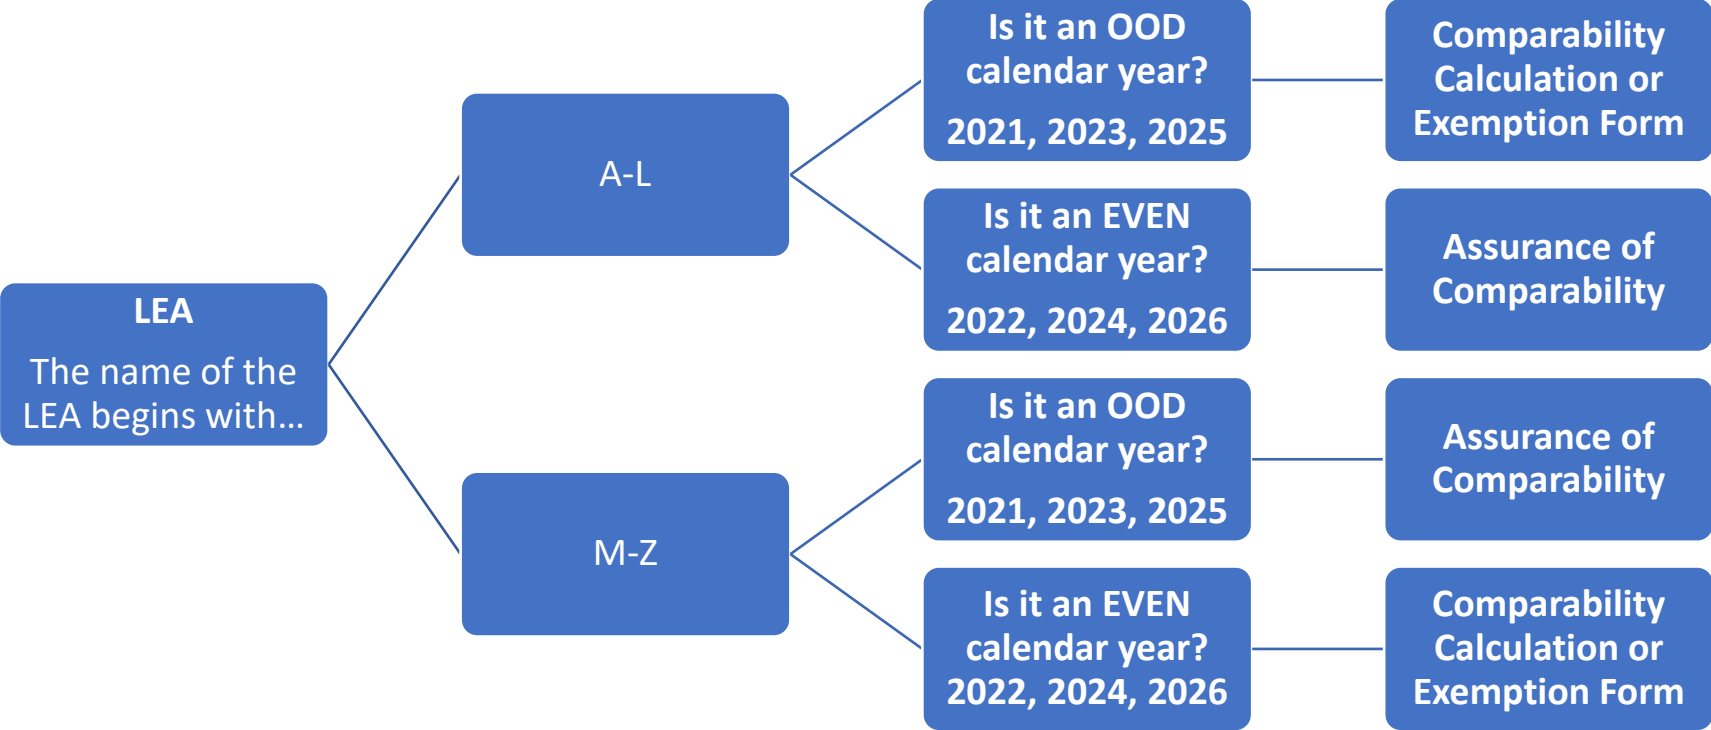 LEA
The name of the
LEA begins with...
A-L
Is it an OOD
calendar year?
2021, 2023, 2025
Comparability
Calculation or
Exemption Form
Is it an EVEN
calendar year?
2022, 2024, 2026
Assurance of
Comparability
M-Z
Is it an OOD
calendar year?
2021, 2023, 2025
Assurance of
Comparability
Is it an EVEN
calendar year?
2022, 2024, 2026
Comparability
Calculation or
Exemption Form